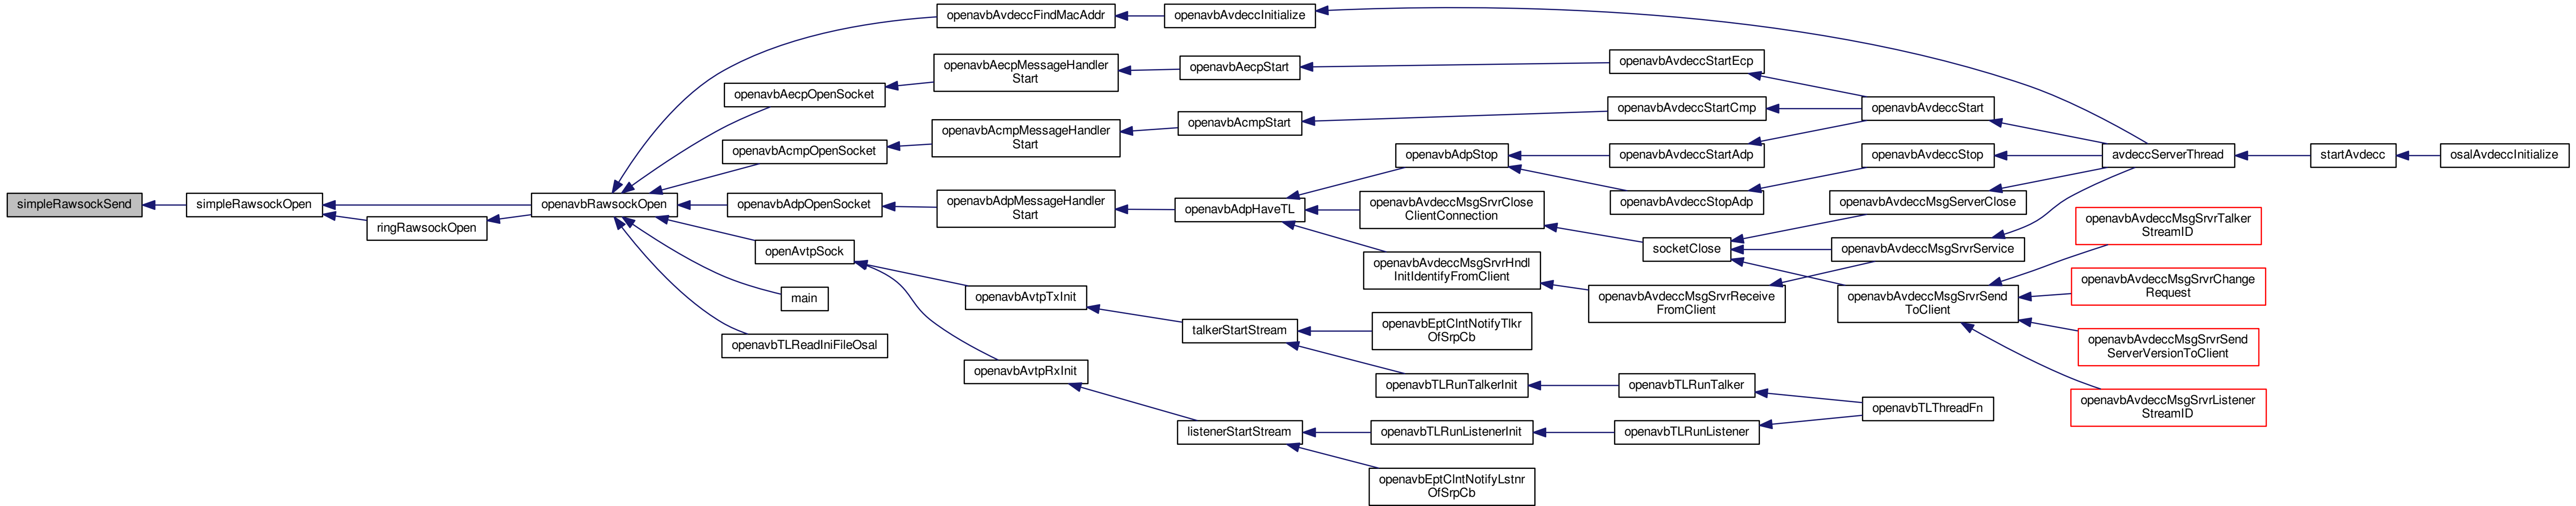 simpleRawsockSend
simpleRawsockOpen
ringRawsockOpen
openavbRawsockOpen
openavbAvdeccFindMacAddr
openavbAvdeccInitialize
openavbAecpOpenSocket
openavbAecpMessageHandler
Start
openavbAecpStart
openavbAvdeccStartEcp
openavbAcmpOpenSocket
openavbAcmpMessageHandler
Start
openavbAcmpStart
openavbAvdeccStartCmp
openavbAvdeccStart
openavbAdpOpenSocket
openavbAdpMessageHandler
Start
openavbAdpHaveTL
openavbAdpStop
openavbAvdeccStartAdp
openavbAvdeccStopAdp
openavbAvdeccStop
avdeccServerThread
startAvdecc
osalAvdeccInitialize
openavbAvdeccMsgSrvrClose
ClientConnection
socketClose
openavbAvdeccMsgServerClose
openavbAvdeccMsgSrvrService
openavbAvdeccMsgSrvrHndl
InitIdentifyFromClient
openavbAvdeccMsgSrvrReceive
FromClient
openavbAvdeccMsgSrvrSend
ToClient
openavbAvdeccMsgSrvrTalker
StreamID
openavbAvdeccMsgSrvrChange
Request
openavbAvdeccMsgSrvrSend
ServerVersionToClient
openavbAvdeccMsgSrvrListener
StreamID
openAvtpSock
main
openavbTLReadIniFileOsal
openavbAvtpTxInit
talkerStartStream
openavbEptClntNotifyTlkr
OfSrpCb
openavbTLRunTalkerInit
openavbTLRunTalker
openavbTLThreadFn
openavbAvtpRxInit
listenerStartStream
openavbTLRunListenerInit
openavbTLRunListener
openavbEptClntNotifyLstnr
OfSrpCb